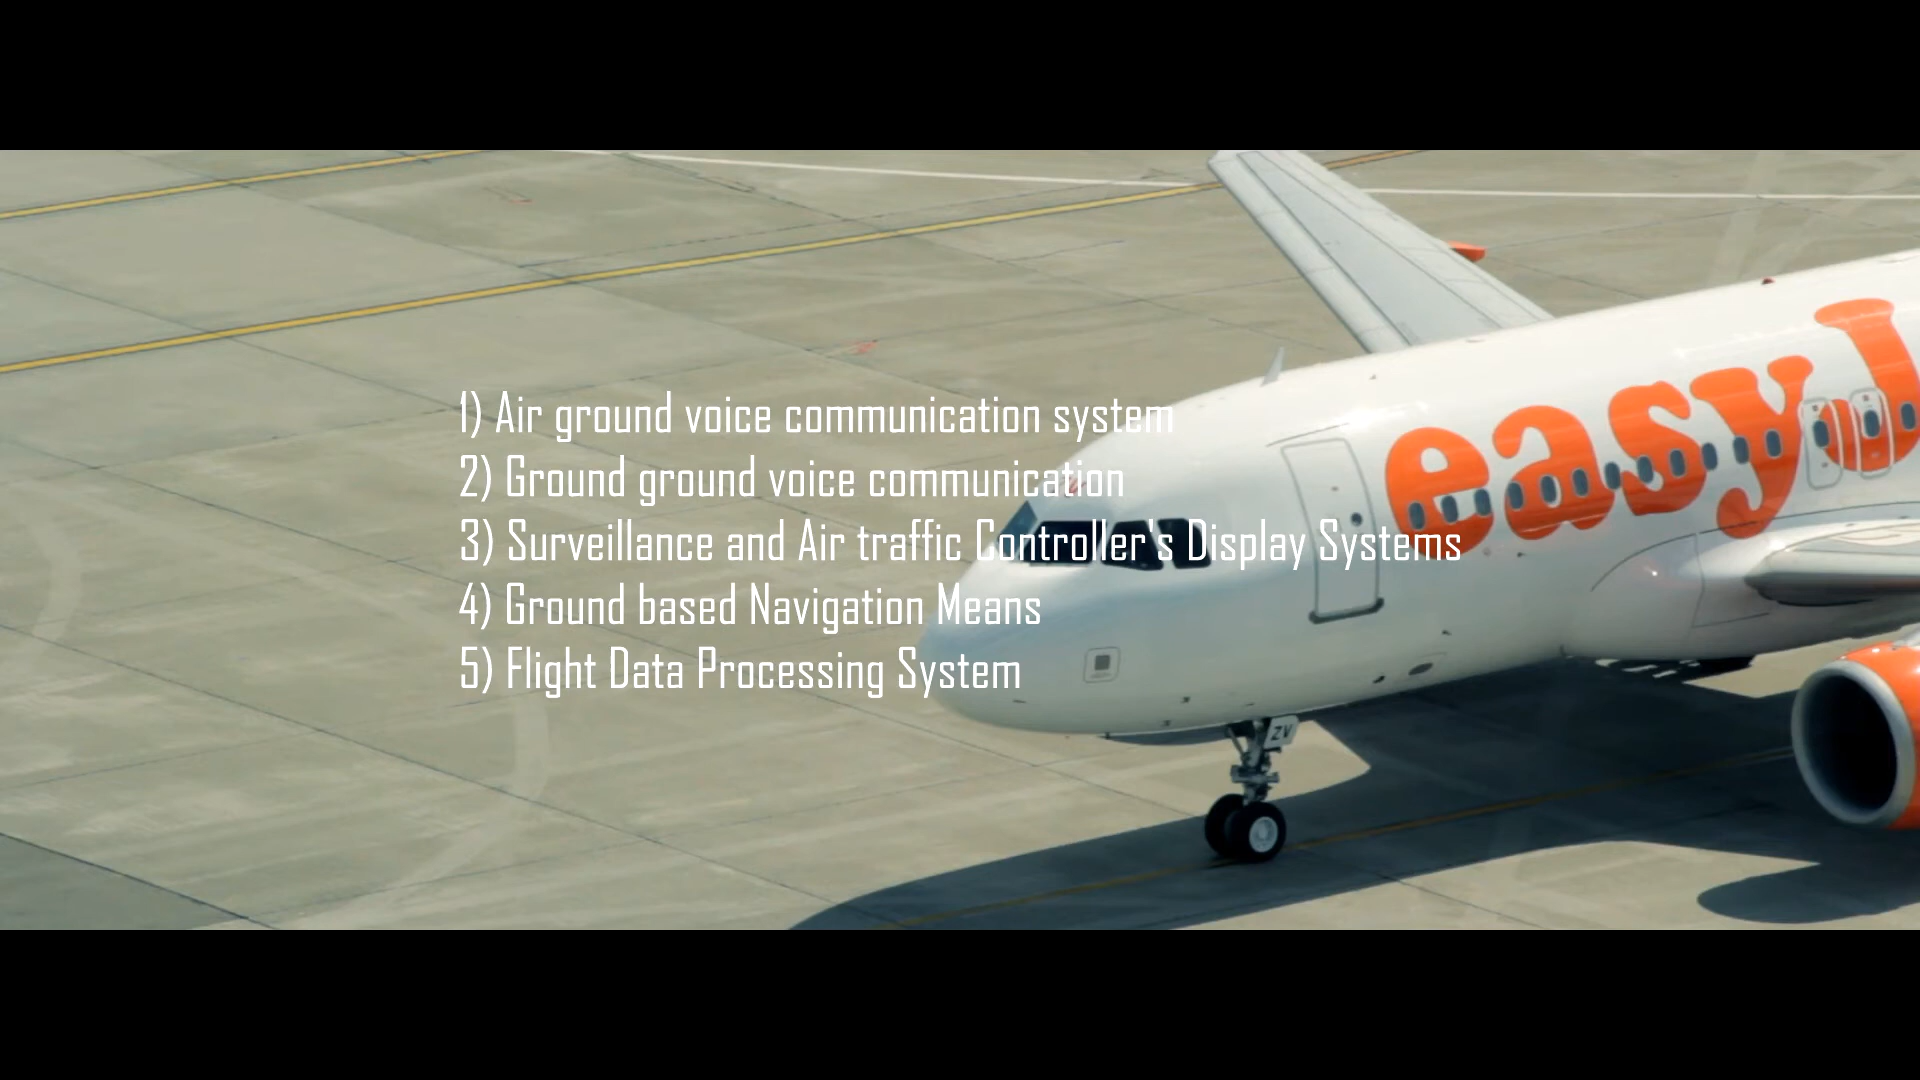 1) Air ground voice communication system
2) Ground ground voice communication
3) Surveillance and Air traffic Controller's Display Systems
4) Ground based Navigation Means
5) Flight Data Processing System
easyJ
ZV